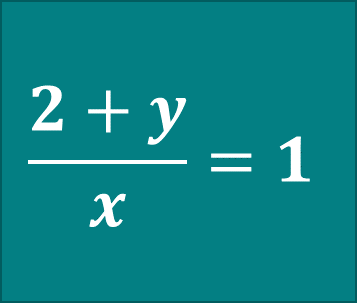 2 + y
x
= 1